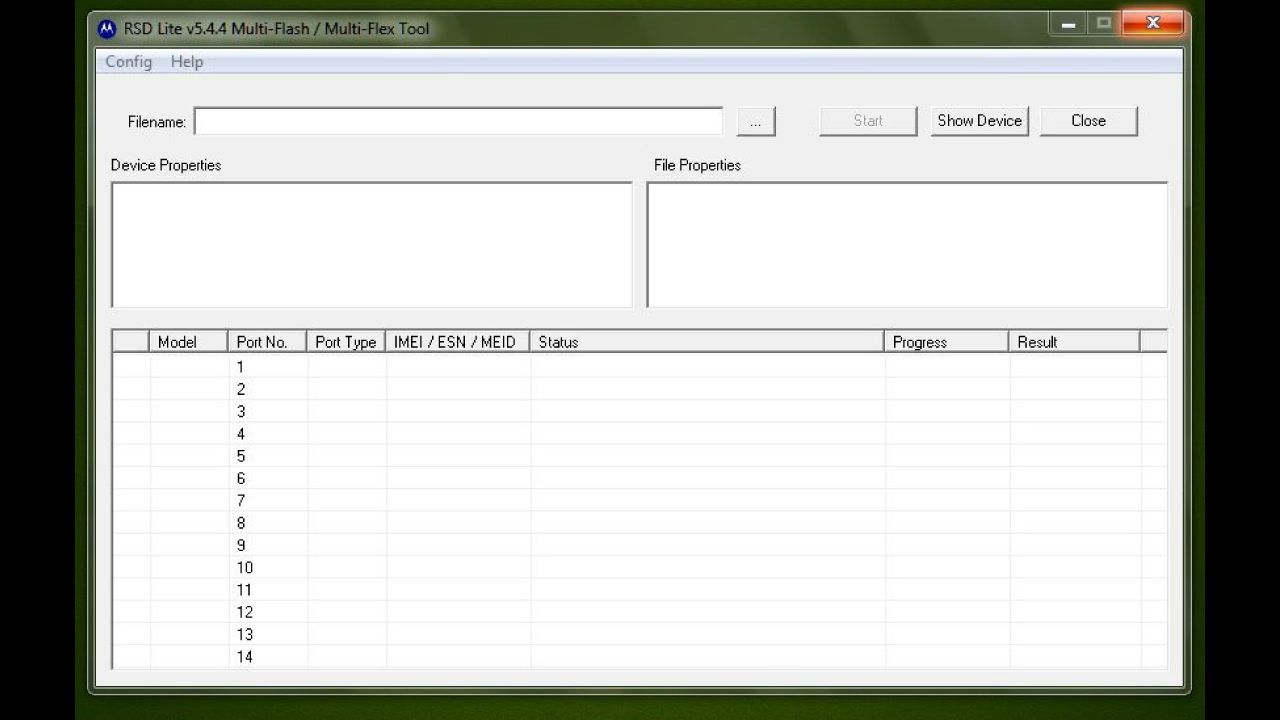 RSD Lite v5.4.4 Multi-Flash / Multi-Flex Tool
Config Help
Filename: ... Start Show Device Close
Device Properties File Properties
Model Port No. Port Type IMEI / ESN / MEID Status Progress Result
1
2
3
4
5
6
7
8
9
10
11
12
13
14